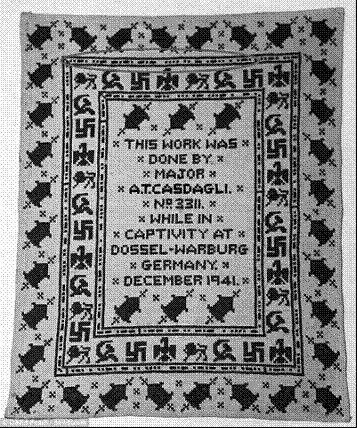 THIS WORK WAS
DONE BY
MAJOR
A.T.CASDAGLI.
Nº 3311.
WHILE IN
CAPTIVITY AT
DOSSEL-WARBURG
GERMANY.
DECEMBER 1941.